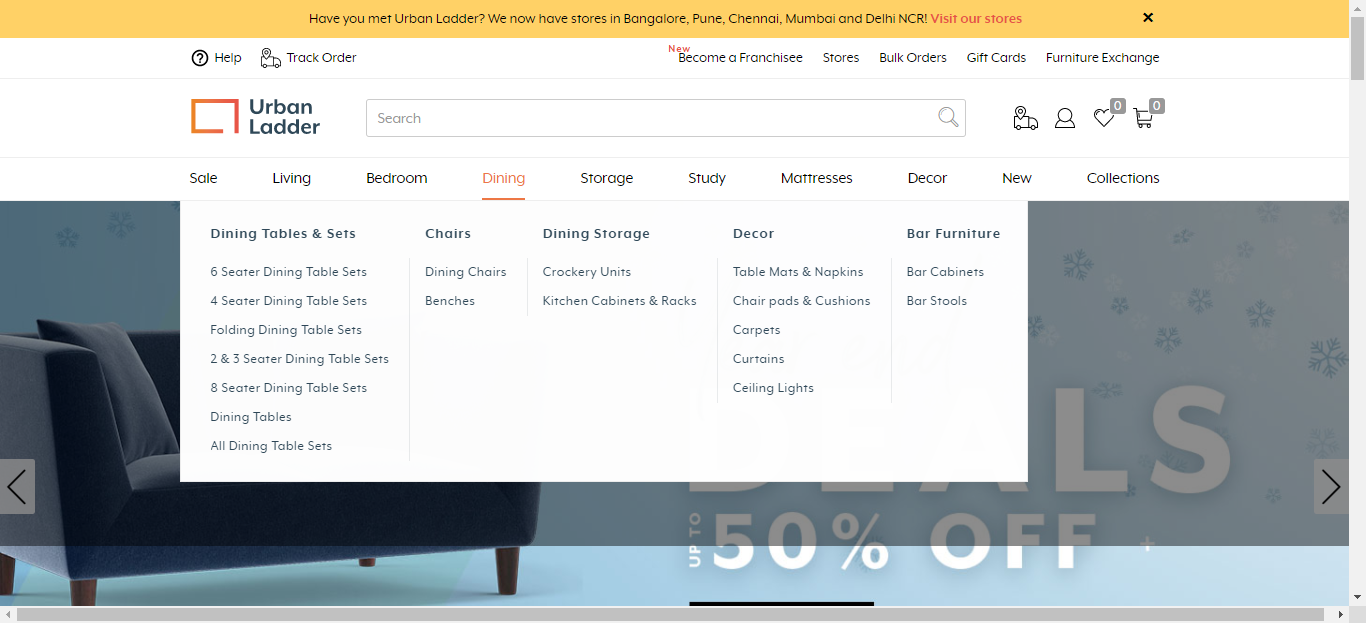 Have you met Urban Ladder? We now have stores in Bangalore, Pune, Chennai, Mumbai and Delhi NCR! Visit our stores ✕
Help Track Order New Become a Franchisee Stores Bulk Orders Gift Cards Furniture Exchange
Urban
Ladder
Search
0 0
Sale Living Bedroom Dining Storage Study Mattresses Decor New Collections
Dining Tables & Sets
6 Seater Dining Table Sets
4 Seater Dining Table Sets
Folding Dining Table Sets
2 & 3 Seater Dining Table Sets
8 Seater Dining Table Sets
Dining Tables
All Dining Table Sets
Chairs
Dining Chairs
Benches
Dining Storage
Crockery Units
Kitchen Cabinets & Racks
Decor
Table Mats & Napkins
Chair pads & Cushions
Carpets
Curtains
Ceiling Lights
Bar Furniture
Bar Cabinets
Bar Stools
DEALS
UP TO
50% OFF